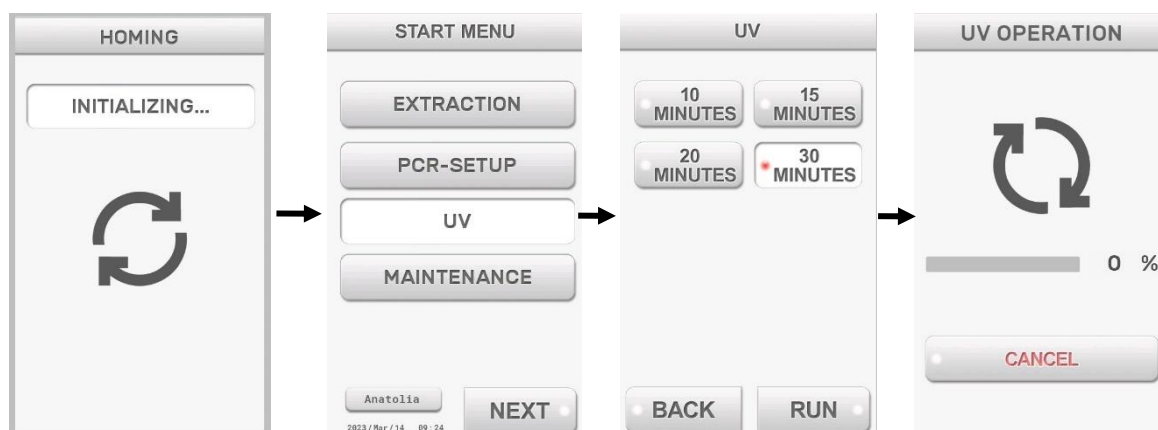 HOMING
INITIALIZING...
START MENU
EXTRACTION
PCR-SETUP
UV
MAINTENANCE
Anatolia
2023/Mar/14 09:24
NEXT
UV
10
MINUTES
15
MINUTES
20
MINUTES
30
MINUTES
BACK
RUN
UV OPERATION
0 %
CANCEL